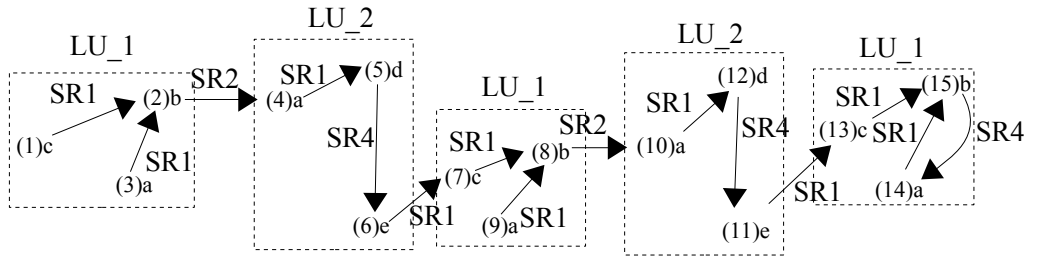 LU_1
SR1
(2)b
(1)c
(3)a
SR1
SR2
LU_2
SR1
(5)d
(4)a
SR4
(6)e
SR1
LU_1
SR1
(8)b
(7)c
(9)a
SR1
SR2
LU_2
(12)d
SR1
(10)a
SR4
(11)e
SR1
LU_1
(15)b
SR1
(13)c
SR1
SR4
(14)a